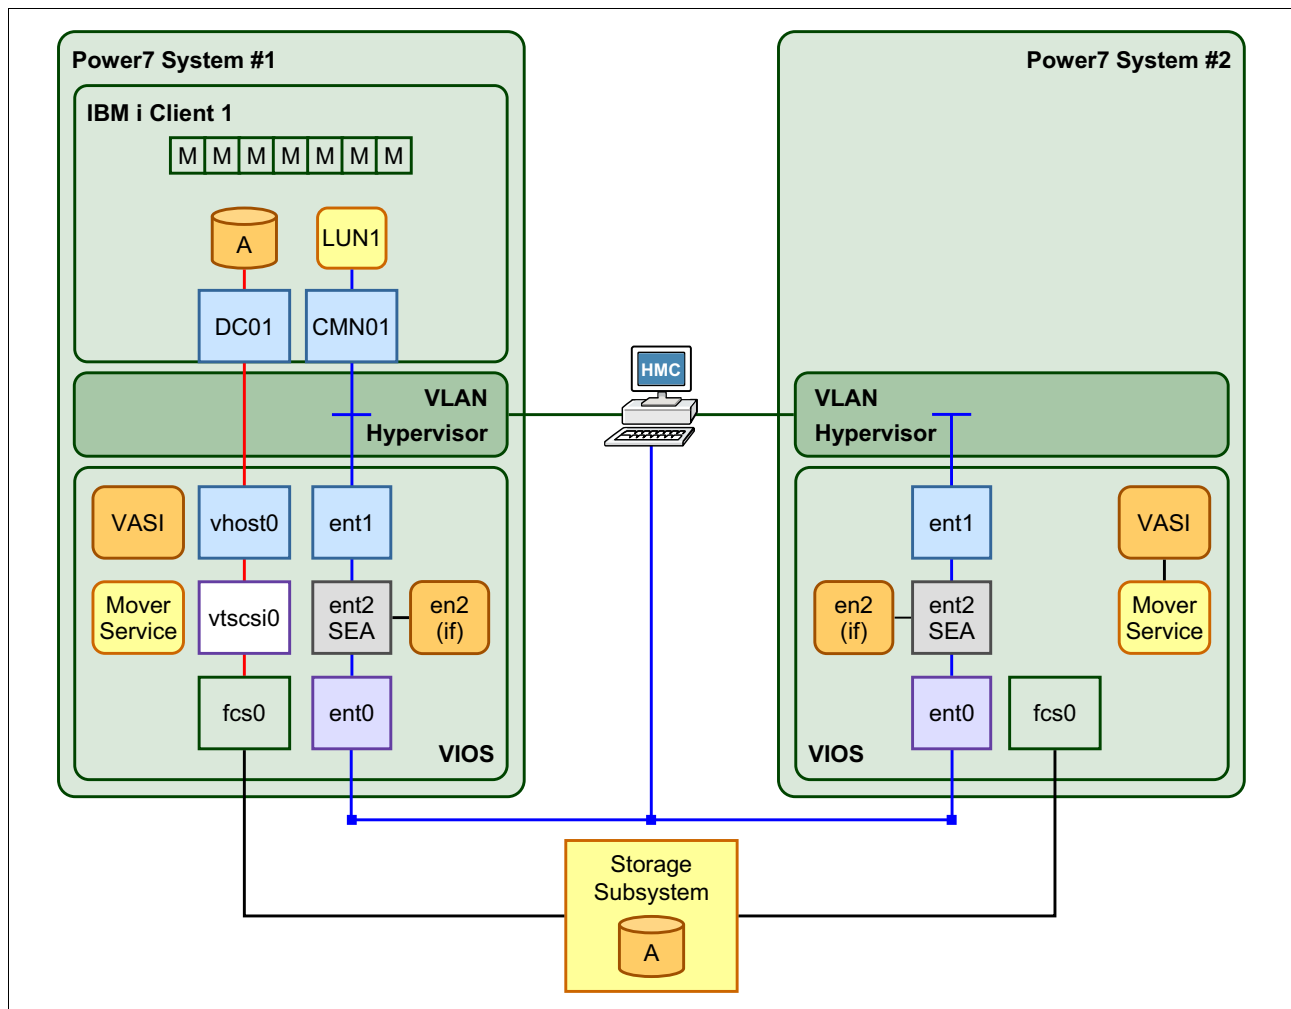 Power7 System #1
IBM i Client 1
M M M M M M M
A
LUN1
DC01
CMN01
VLAN
Hypervisor
VASI
vhost0
ent1
Mover
Service
vtscsi0
ent2
SEA
en2
(if)
fcs0
ent0
VIOS
HMC
Power7 System #2
VLAN
Hypervisor
ent1
VASI
en2
(if)
ent2
SEA
Mover
Service
ent0
fcs0
VIOS
Storage
Subsystem
A